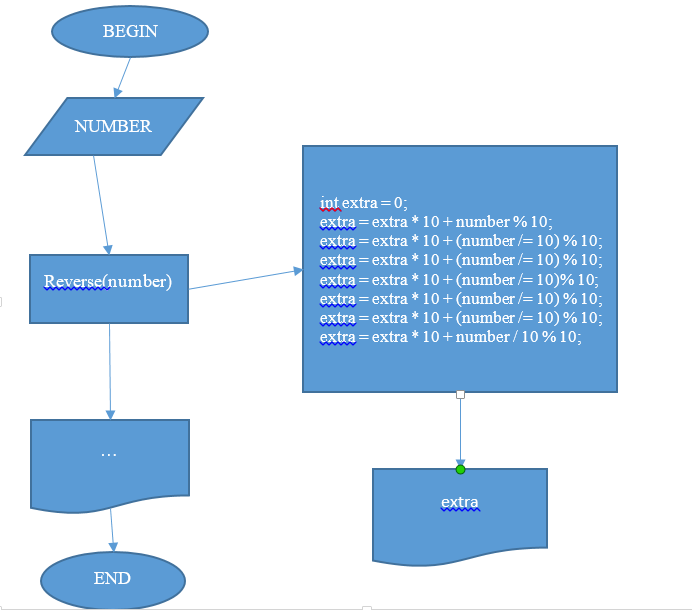 BEGIN
NUMBER
Reverse(number)
...
END
int extra = 0;
extra = extra * 10 + number % 10;
extra = extra * 10 + (number /= 10) % 10;
extra = extra * 10 + (number /= 10) % 10;
extra = extra * 10 + (number /= 10)% 10;
extra = extra * 10 + (number /= 10) % 10;
extra = extra * 10 + (number /= 10) % 10;
extra = extra * 10 + number / 10 % 10;
extra